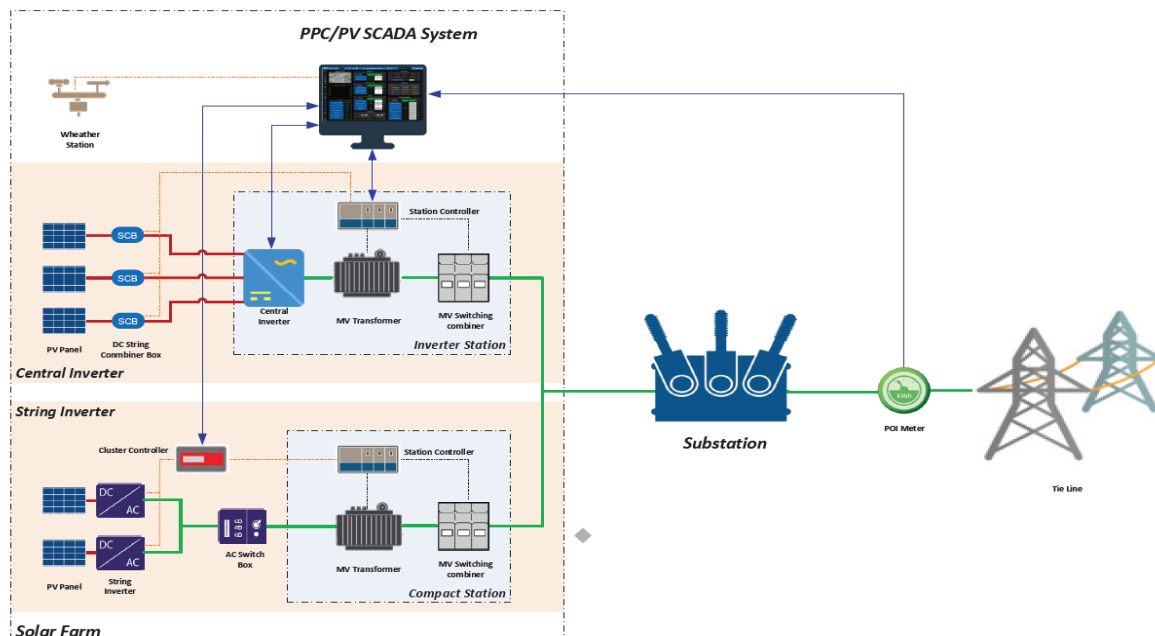 PPC/PV SCADA System
Wheather
Station
Station Controller
SCB
SCB
SCB
Central
Inverter
MV Transformer
MV Switching
combiner
PV Panel
DC String
Conmbiner Box
Inverter Station
Central Inverter
String Inverter
Cluster Controller
Station Controller
DC
AC
DC
AC
AC Switch
Box
MV Transformer
MV Switching
combiner
PV Panel
String
Inverter
Compact Station
Solar Farm
Substation
POI Meter
Tie Line